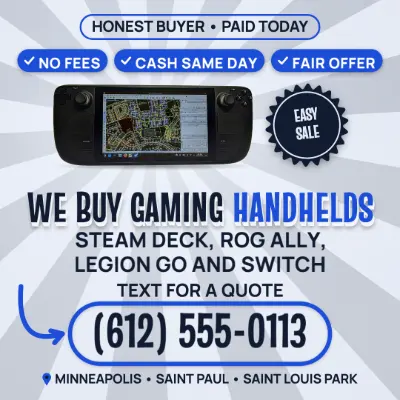 HONEST BUYER • PAID TODAY
NO FEES
CASH SAME DAY
FAIR OFFER
EASY
SALE
WE BUY GAMING HANDHELDS
STEAM DECK, ROG ALLY,
LEGION GO AND SWITCH
TEXT FOR A QUOTE
(612) 555-0113
MINNEAPOLIS • SAINT PAUL • SAINT LOUIS PARK